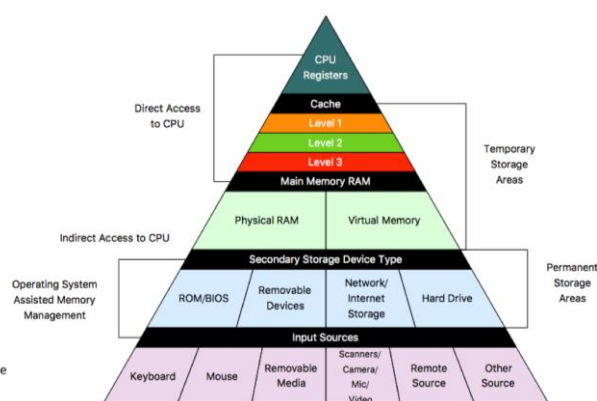 CPU
Registers
Cache
Direct Access
to CPU
Level 1
Level 2
Level 3
Temporary
Storage
Areas
Main Memory RAM
Physical RAM
Virtual Memory
Indirect Access to CPU
Secondary Storage Device Type
Operating System
Assisted Memory
Management
ROM/BIOS
Removable
Devices
Network/
Internet
Storage
Hard Drive
Permanent
Storage
Areas
Input Sources
Keyboard
Mouse
Removable
Media
Scanners/
Camera/
Mic/
Video
Remote
Source
Other
Source